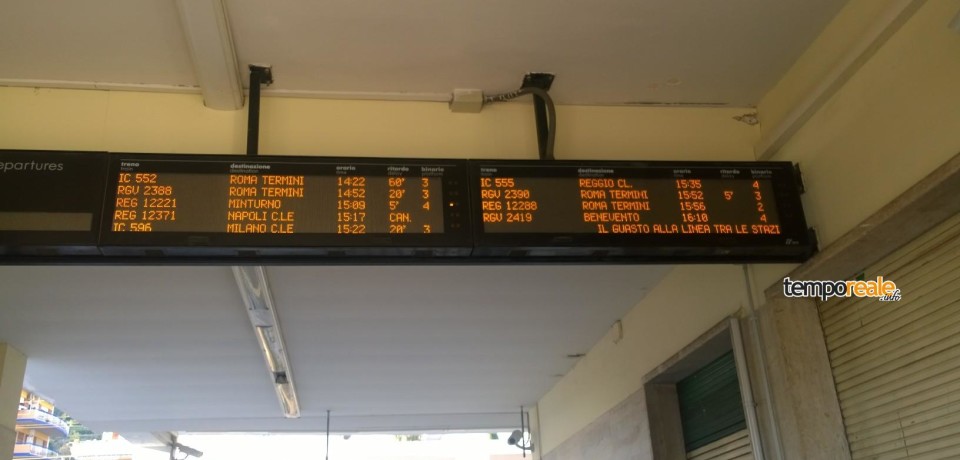 epartures
treno destinazione orario ritardo binario
IC 552 ROMA TERMINI 14:22 60' 3
RGV 2388 ROMA TERMINI 14:52 20' 3
REG 12221 MINTURNO 15:09 5' 4
REG 12371 NAPOLI C.LE 15:17 CAN.
IC 596 MILANO C.LE 15:22 20' 3
treno destinazione orario ritardo binario
IC 555 REGGIO CL. 15:35 4
RGV 2390 ROMA TERMINI 15:52 5' 3
REG 12288 ROMA TERMINI 15:56 2
RGV 2419 BENEVENTO 16:10 4
IL GUASTO ALLA LINEA TRA LE STAZI
temporeale.info